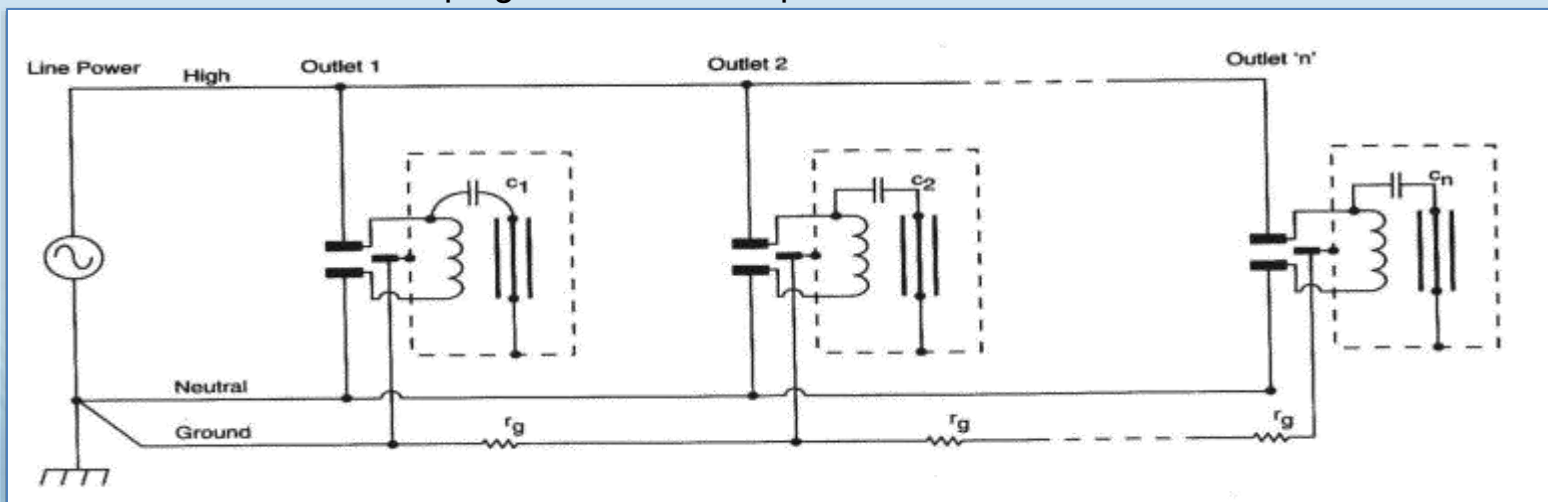 Line Power
High
Outlet 1
Outlet 2
Outlet 'n'
c1
c2
cn
Neutral
Ground
rg
rg
rg